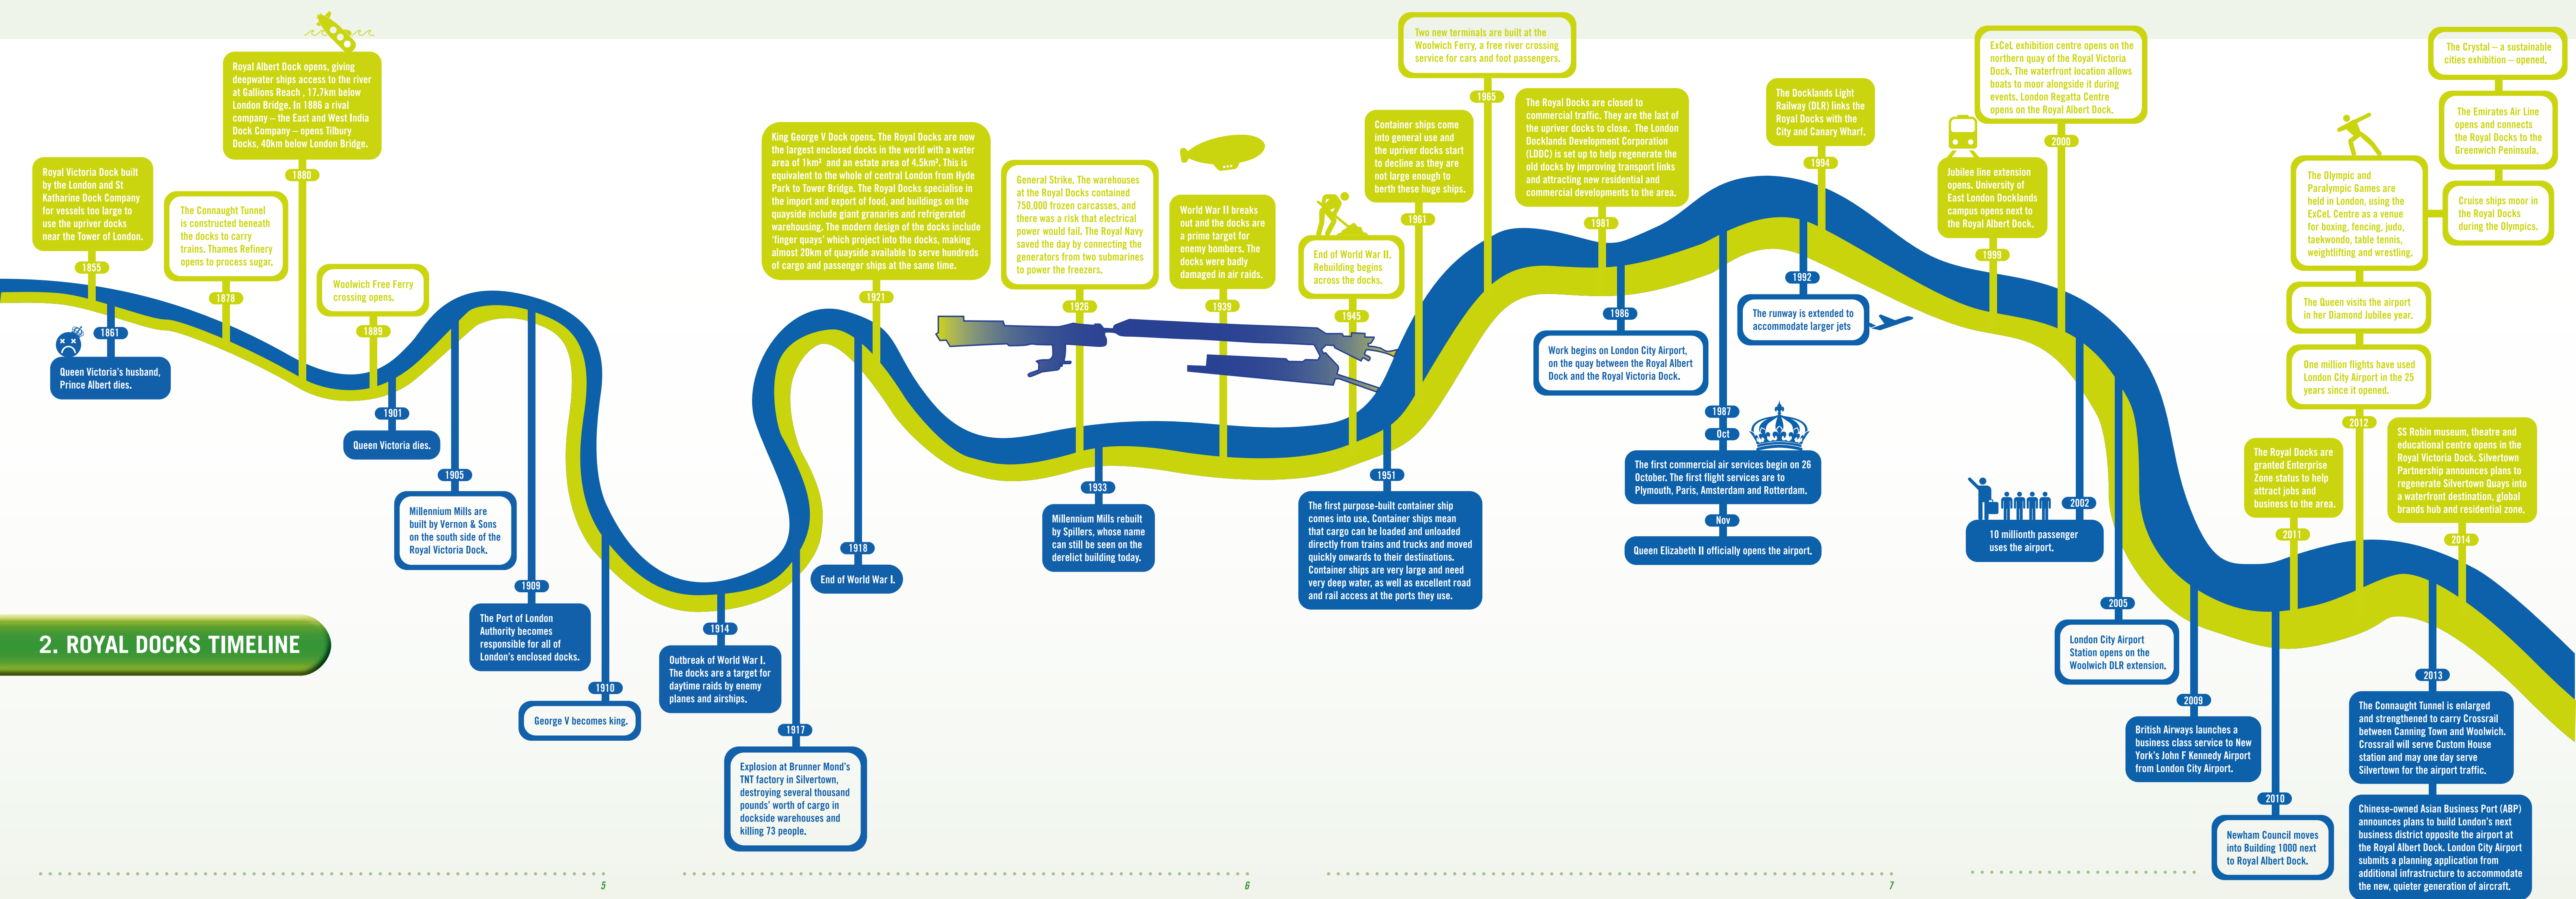 2. ROYAL DOCKS TIMELINE
Royal Victoria Dock built
by the London and St
Katharine Dock Company
for vessels too large to
use the upriver docks
near the Tower of London.
1855
1861
Queen Victoria's husband,
Prince Albert dies.
The Connaught Tunnel
is constructed beneath
the docks to carry
trains. Thames Refinery
opens to process sugar.
1878
Royal Albert Dock opens, giving
deepwater ships access to the river
at Gallions Reach , 17.7km below
London Bridge. In 1886 a rival
company – the East and West India
Dock Company – opens Tilbury
Docks, 40km below London Bridge.
1880
Woolwich Free Ferry
crossing opens.
1889
1901
Queen Victoria dies.
1905
Millennium Mills are
built by Vernon & Sons
on the south side of the
Royal Victoria Dock.
1909
The Port of London
Authority becomes
responsible for all of
London's enclosed docks.
1910
George V becomes king.
1914
Outbreak of World War I.
The docks are a target for
daytime raids by enemy
planes and airships.
1917
Explosion at Brunner Mond's
TNT factory in Silvertown,
destroying several thousand
pounds' worth of cargo in
dockside warehouses and
killing 73 people.
1918
End of World War I.
King George V Dock opens. The Royal Docks are now
the largest enclosed docks in the world with a water
area of 1km² and an estate area of 4.5km². This is
equivalent to the whole of central London from Hyde
Park to Tower Bridge. The Royal Docks specialise in
the import and export of food, and buildings on the
quayside include giant granaries and refrigerated
warehousing. The modern design of the docks include
'finger quays' which project into the docks, making
almost 20km of quayside available to serve hundreds
of cargo and passenger ships at the same time.
1921
General Strike. The warehouses
at the Royal Docks contained
750,000 frozen carcasses, and
there was a risk that electrical
power would fail. The Royal Navy
saved the day by connecting the
generators from two submarines
to power the freezers.
1926
1933
Millennium Mills rebuilt
by Spillers, whose name
can still be seen on the
derelict building today.
World War II breaks
out and the docks are
a prime target for
enemy bombers. The
docks were badly
damaged in air raids.
1939
End of World War II.
Rebuilding begins
across the docks.
1945
1951
The first purpose-built container ship
comes into use. Container ships mean
that cargo can be loaded and unloaded
directly from trains and trucks and moved
quickly onwards to their destinations.
Container ships are very large and need
very deep water, as well as excellent road
and rail access at the ports they use.
Container ships come
into general use and
the upriver docks start
to decline as they are
not large enough to
berth these huge ships.
1961
Two new terminals are built at the
Woolwich Ferry, a free river crossing
service for cars and foot passengers.
1965
The Royal Docks are closed to
commercial traffic. They are the last of
the upriver docks to close. The London
Docklands Development Corporation
(LDDC) is set up to help regenerate the
old docks by improving transport links
and attracting new residential and
commercial developments to the area.
1981
1986
Work begins on London City Airport,
on the quay between the Royal Albert
Dock and the Royal Victoria Dock.
1987
Oct
The first commercial air services begin on 26
October. The first flight services are to
Plymouth, Paris, Amsterdam and Rotterdam.
Nov
Queen Elizabeth II officially opens the airport.
1992
The runway is extended to
accommodate larger jets
The Docklands Light
Railway (DLR) links the
Royal Docks with the
City and Canary Wharf.
1994
Jubilee line extension
opens. University of
East London Docklands
campus opens next to
the Royal Albert Dock.
1999
ExCeL exhibition centre opens on the
northern quay of the Royal Victoria
Dock. The waterfront location allows
boats to moor alongside it during
events. London Regatta Centre
opens on the Royal Albert Dock.
2000
2002
10 millionth passenger
uses the airport.
2005
London City Airport
Station opens on the
Woolwich DLR extension.
2009
British Airways launches a
business class service to New
York's John F Kennedy Airport
from London City Airport.
2010
Newham Council moves
into Building 1000 next
to Royal Albert Dock.
The Royal Docks are
granted Enterprise
Zone status to help
attract jobs and
business to the area.
2011
The Crystal – a sustainable
cities exhibition – opened.
The Emirates Air Line
opens and connects
the Royal Docks to the
Greenwich Peninsula.
Cruise ships moor in
the Royal Docks
during the Olympics.
The Olympic and
Paralympic Games are
held in London, using the
ExCeL Centre as a venue
for boxing, fencing, judo,
taekwondo, table tennis,
weightlifting and wrestling.
The Queen visits the airport
in her Diamond Jubilee year.
One million flights have used
London City Airport in the 25
years since it opened.
2012
2013
The Connaught Tunnel is enlarged
and strengthened to carry Crossrail
between Canning Town and Woolwich.
Crossrail will serve Custom House
station and may one day serve
Silvertown for the airport traffic.
Chinese-owned Asian Business Port (ABP)
announces plans to build London's next
business district opposite the airport at
the Royal Albert Dock. London City Airport
submits a planning application from
additional infrastructure to accommodate
the new, quieter generation of aircraft.
SS Robin museum, theatre and
educational centre opens in the
Royal Victoria Dock. Silvertown
Partnership announces plans to
regenerate Silvertown Quays into
a waterfront destination, global
brands hub and residential zone.
2014
5
6
7